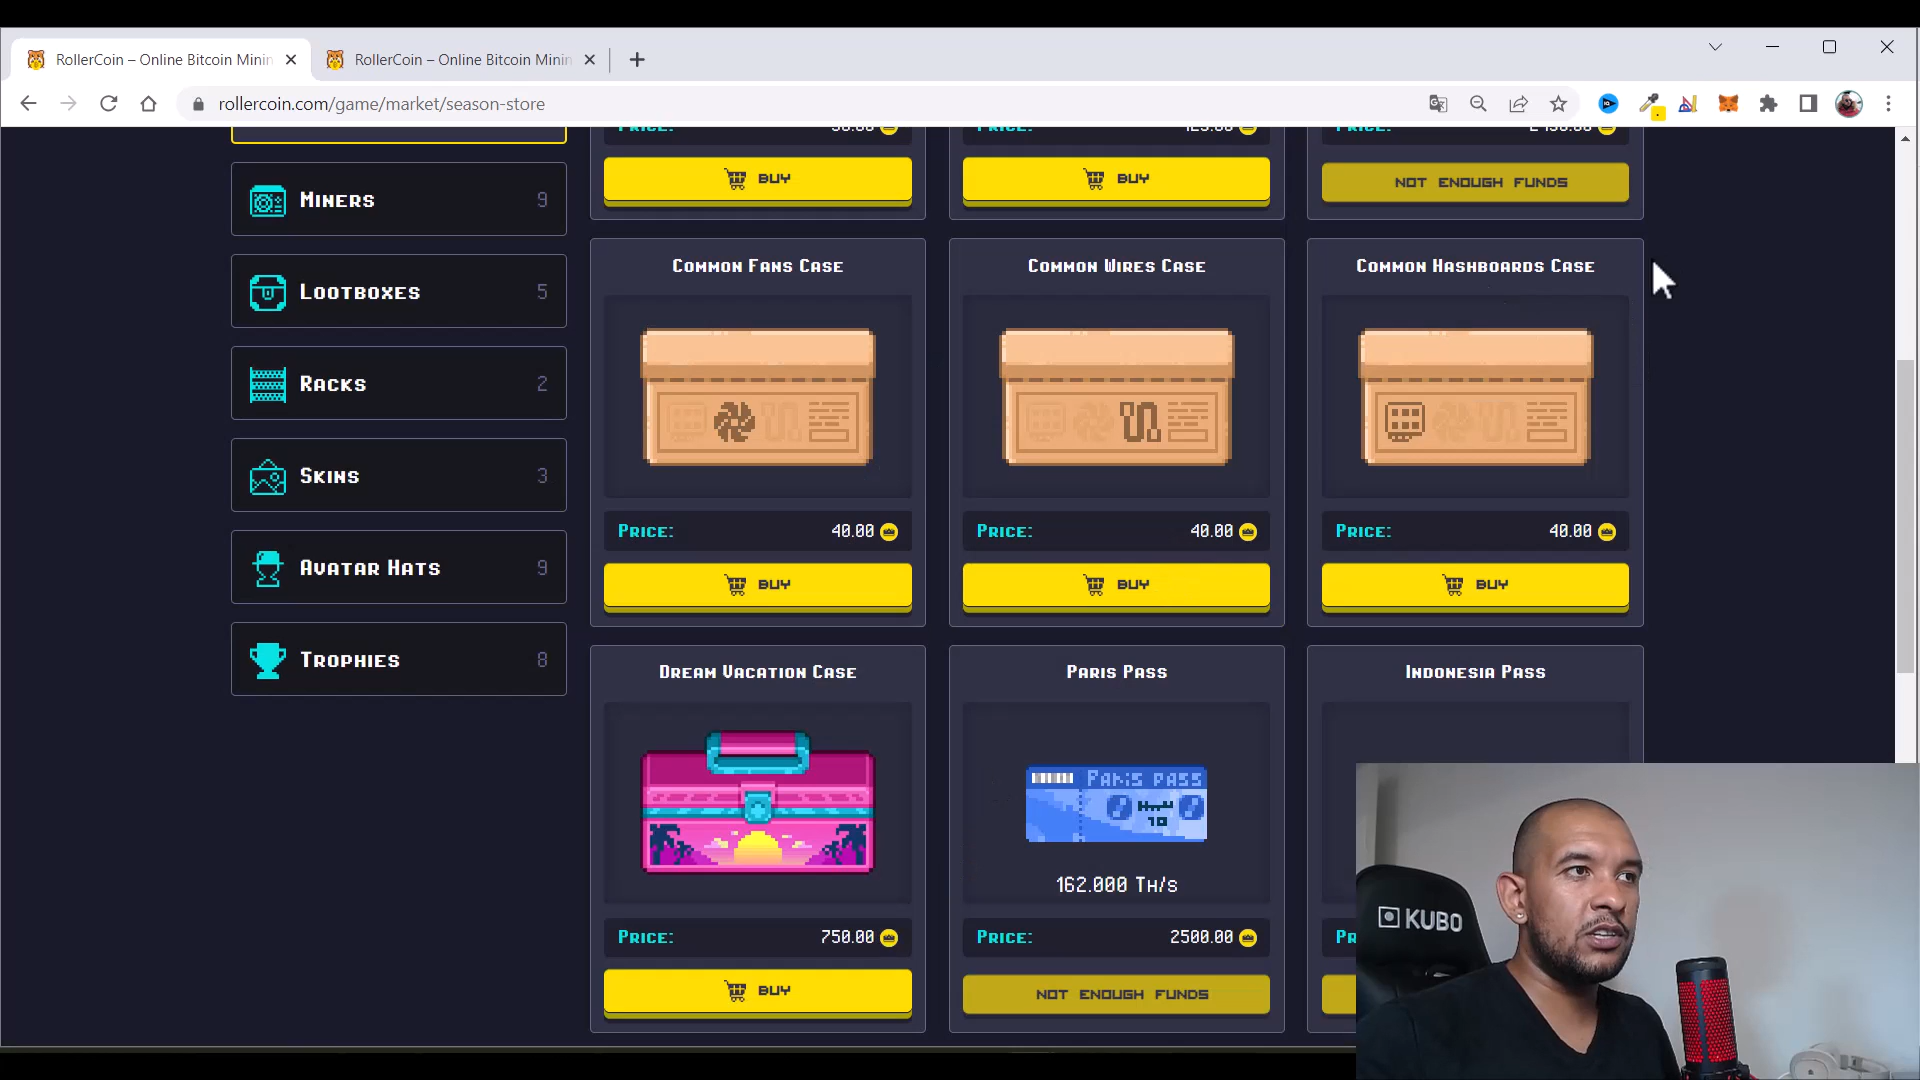 RollerCoin – Online Bitcoin Minin
RollerCoin – Online Bitcoin Minin
rollercoin.com/game/market/season-store
BUY
BUY
NOT ENOUGH FUNDS
Miners 9
Lootboxes 5
Racks 2
Skins 3
Avatar Hats 9
Trophies 8
Common Fans Case
Price: 40.00
BUY
Common Wires Case
Price: 40.00
BUY
Common Hashboards Case
Price: 40.00
BUY
Dream Vacation Case
Price: 750.00
BUY
Paris Pass
Paris pass
10
162.000 Th/s
Price: 2500.00
NOT ENOUGH FUNDS
Indonesia Pass
KUBO